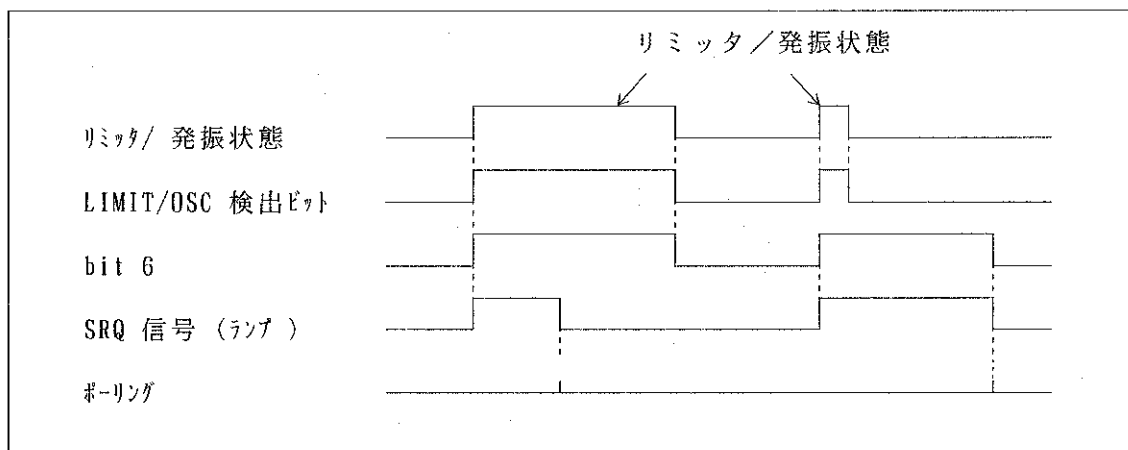 リミッタ／発振状態
ﾘﾐｯﾀ/ 発振状態
LIMIT/OSC 検出ﾋﾞｯﾄ
bit 6
SRQ 信号 (ﾗﾝﾌﾟ )
ﾎﾟｰﾘﾝｸﾞ